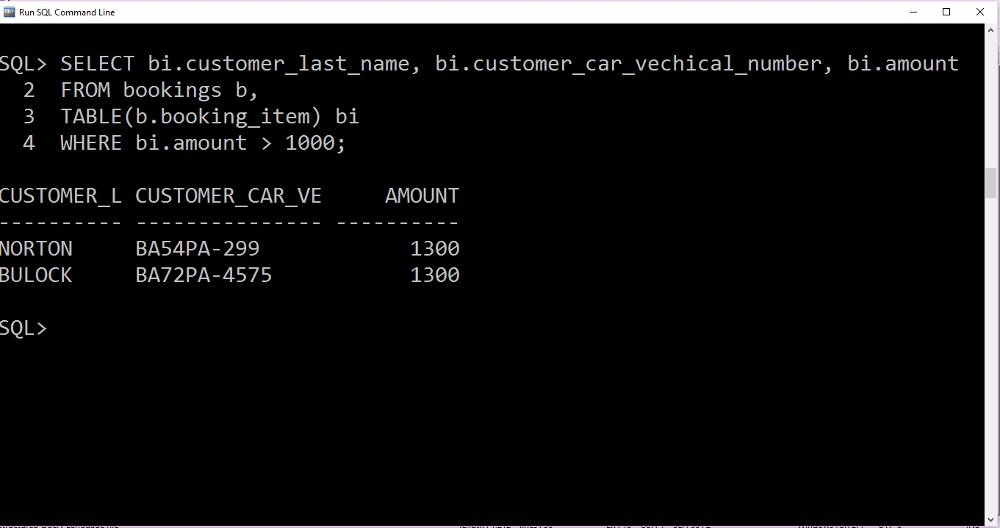 Run SQL Command Line
SQL> SELECT bi.customer_last_name, bi.customer_car_vechical_number, bi.amount
2 FROM bookings b,
3 TABLE(b.booking_item) bi
4 WHERE bi.amount > 1000;
CUSTOMER_L CUSTOMER_CAR_VE AMOUNT
---------- --------------- ----------
NORTON BA54PA-299 1300
BULOCK BA72PA-4575 1300
SQL>